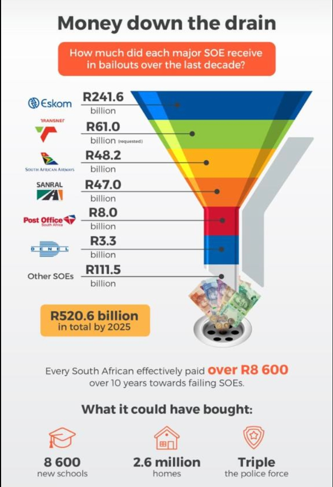 Money down the drain
How much did each major SOE receive
in bailouts over the last decade?
Eskom
R241.6
billion
TRANSNET
R61.0
billion (requested)
SOUTH AFRICAN AIRWAYS
R48.2
billion
SANRAL
R47.0
billion
Post Office
South Africa
R8.0
billion
DENEL
R3.3
billion
Other SOEs
R111.5
billion
R520.6 billion
in total by 2025
Every South African effectively paid over R8 600
over 10 years towards failing SOEs.
What it could have bought:
8 600
new schools
2.6 million
homes
Triple
the police force